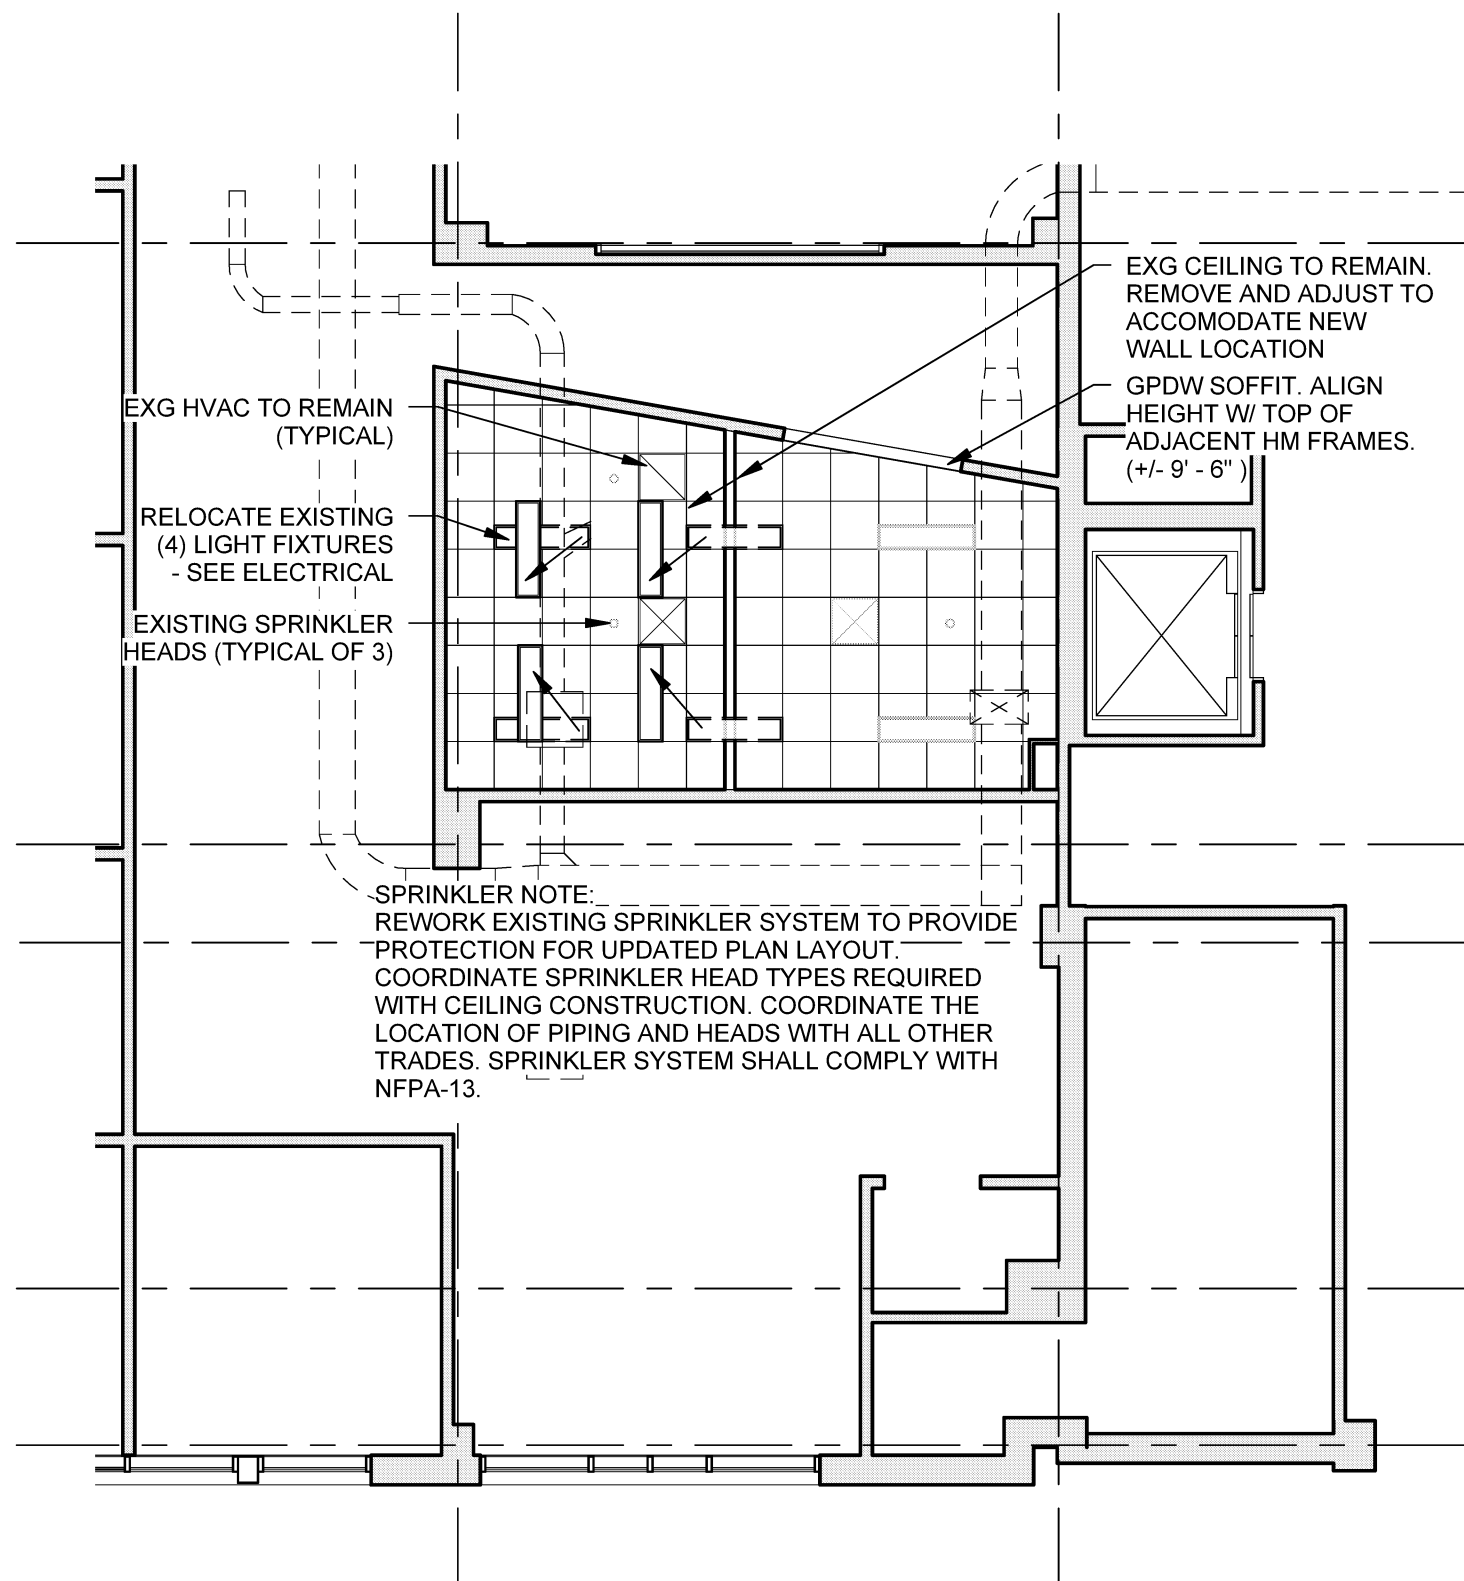 EXG CEILING TO REMAIN.
REMOVE AND ADJUST TO
ACCOMODATE NEW
WALL LOCATION
GPDW SOFFIT. ALIGN
HEIGHT W/ TOP OF
ADJACENT HM FRAMES.
(+/- 9' - 6" )
EXG HVAC TO REMAIN
(TYPICAL)
RELOCATE EXISTING
(4) LIGHT FIXTURES
- SEE ELECTRICAL
EXISTING SPRINKLER
HEADS (TYPICAL OF 3)
SPRINKLER NOTE:
REWORK EXISTING SPRINKLER SYSTEM TO PROVIDE
PROTECTION FOR UPDATED PLAN LAYOUT.
COORDINATE SPRINKLER HEAD TYPES REQUIRED
WITH CEILING CONSTRUCTION. COORDINATE THE
LOCATION OF PIPING AND HEADS WITH ALL OTHER
TRADES. SPRINKLER SYSTEM SHALL COMPLY WITH
NFPA-13.